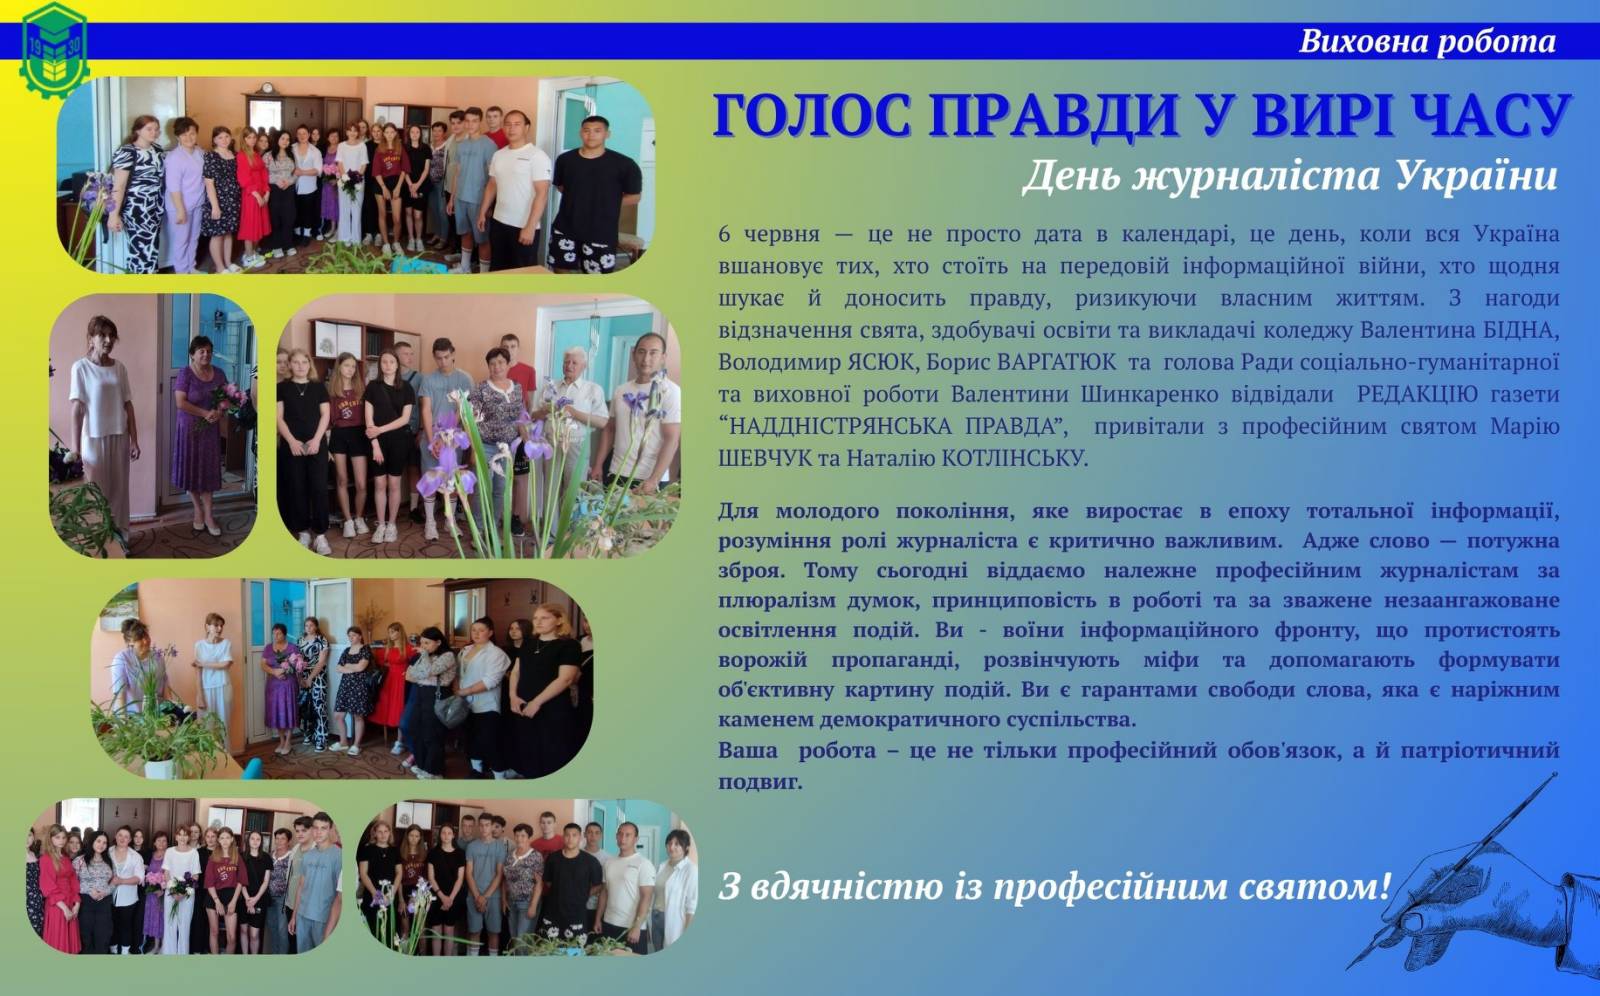 19 30
Виховна робота
ГОЛОС ПРАВДИ У ВИРІ ЧАСУ
День журналіста України
6 червня — це не просто дата в календарі, це день, коли вся Україна
вшановує тих, хто стоїть на передовій інформаційної війни, хто щодня
шукає й доносить правду, ризикуючи власним життям. З нагоди
відзначення свята, здобувачі освіти та викладачі коледжу Валентина БІДНА,
Володимир ЯСЮК, Борис ВАРГАТЮК та голова Ради соціально-гуманітарної
та виховної роботи Валентини Шинкаренко відвідали РЕДАКЦІЮ газети
“НАДДНІСТРЯНСЬКА ПРАВДА”, привітали з професійним святом Марію
ШЕВЧУК та Наталію КОТЛІНСЬКУ.
Для молодого покоління, яке виростає в епоху тотальної інформації,
розуміння ролі журналіста є критично важливим. Адже слово — потужна
зброя. Тому сьогодні віддаємо належне професійним журналістам за
плюралізм думок, принциповість в роботі та за зважене незаангажоване
освітлення подій. Ви - воїни інформаційного фронту, що протистоять
ворожій пропаганді, розвінчують міфи та допомагають формувати
об'єктивну картину подій. Ви є гарантами свободи слова, яка є наріжним
каменем демократичного суспільства.
Ваша робота – це не тільки професійний обов'язок, а й патріотичний
подвиг.
З вдячністю із професійним святом!